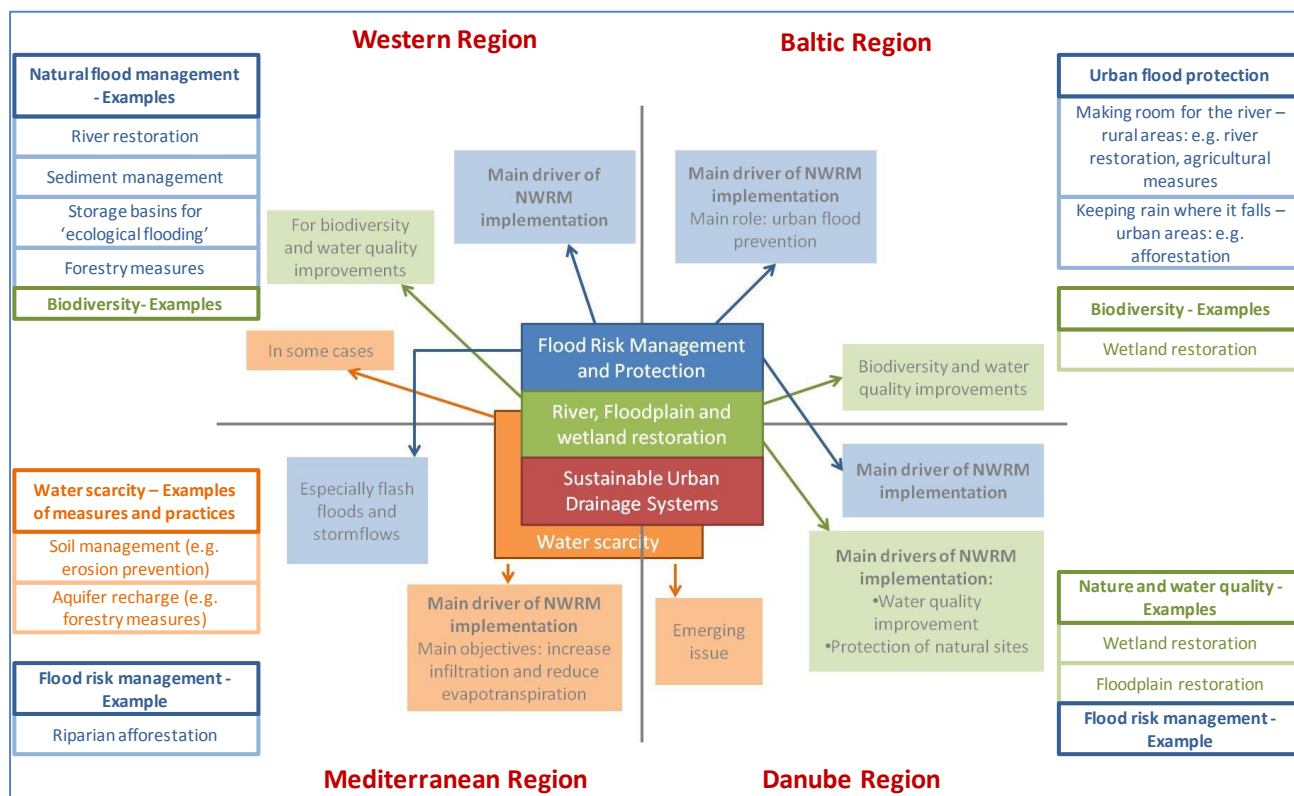 Western Region
Baltic Region
Natural flood management
- Examples
River restoration
Sediment management
Storage basins for
‘ecological flooding’
Forestry measures
Biodiversity- Examples
Urban flood protection
Making room for the river –
rural areas: e.g. river
restoration, agricultural
measures
Keeping rain where it falls –
urban areas: e.g.
afforestation
Biodiversity - Examples
Wetland restoration
Main driver of
NWRM
implementation
Main driver of NWRM
implementation
Main role: urban flood
prevention
For biodiversity
and water quality
improvements
In some cases
Flood Risk Management
and Protection
River, Floodplain and
wetland restoration
Sustainable Urban
Drainage Systems
Water scarcity
Biodiversity and water
quality improvements
Main driver of NWRM
implementation
Especially flash
floods and
stormflows
Main driver of NWRM
implementation
Main objectives: increase
infiltration and reduce
evapotranspiration
Emerging
issue
Main drivers of NWRM
implementation:
•Water quality
improvement
•Protection of natural sites
Water scarcity – Examples
of measures and practices
Soil management (e.g.
erosion prevention)
Aquifer recharge (e.g.
forestry measures)
Flood risk management -
Example
Riparian afforestation
Nature and water quality -
Examples
Wetland restoration
Floodplain restoration
Flood risk management -
Example
Mediterranean Region
Danube Region